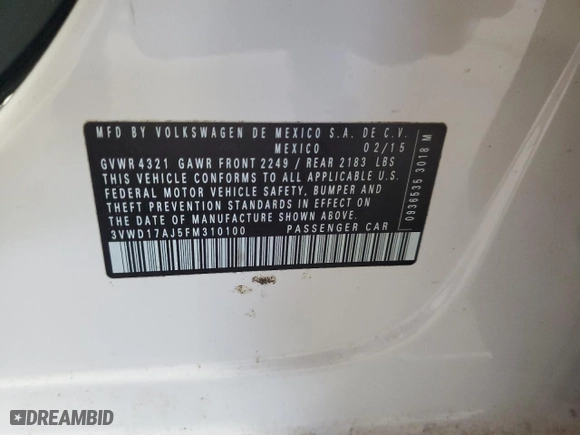 MFD BY VOLKSWAGEN DE MEXICO S.A. DE C.V.
MEXICO 02/15
GVWR 4321 GAWR FRONT 2249 / REAR 2183 LBS
THIS VEHICLE CONFORMS TO ALL APPLICABLE U.S.
FEDERAL MOTOR VEHICLE SAFETY, BUMPER AND
THEFT PREVENTION STANDARDS IN EFFECT ON
THE DATE OF MANUFACTURE SHOWN ABOVE.
3VWD17AJ5FM310100 PASSENGER CAR
0936535 3018 M
DREAMBID